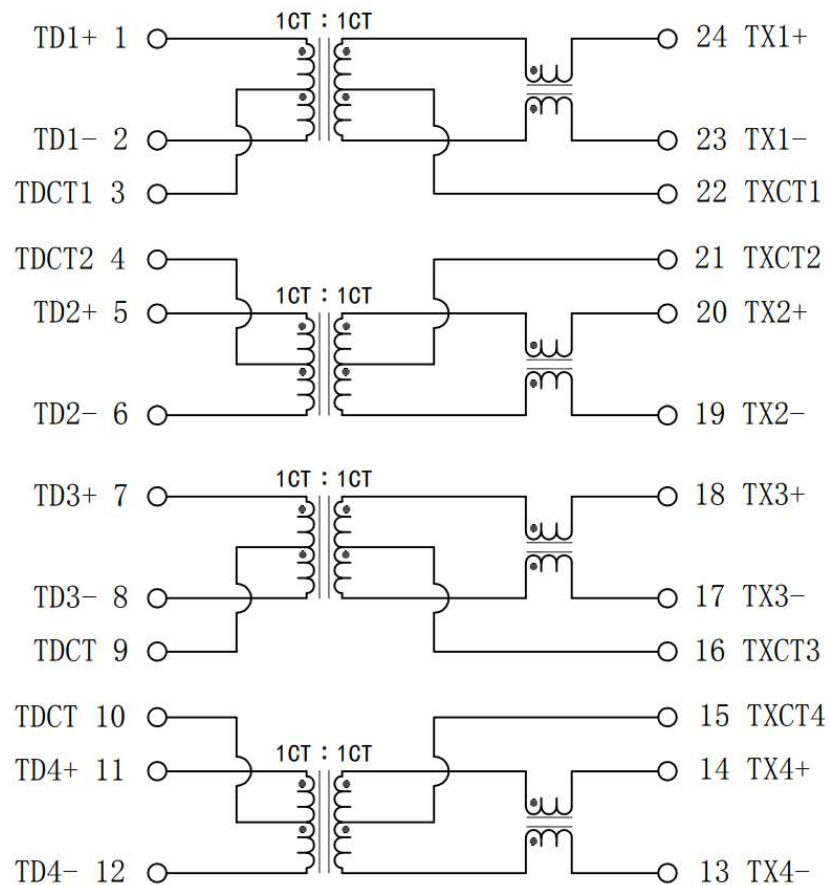 1CT : 1CT
TD1+ 1
24 TX1+
TD1- 2
23 TX1-
TDCT1 3
22 TXCT1
TDCT2 4
21 TXCT2
1CT : 1CT
TD2+ 5
20 TX2+
TD2- 6
19 TX2-
1CT : 1CT
TD3+ 7
18 TX3+
TD3- 8
17 TX3-
TDCT 9
16 TXCT3
TDCT 10
15 TXCT4
1CT : 1CT
TD4+ 11
14 TX4+
TD4- 12
13 TX4-